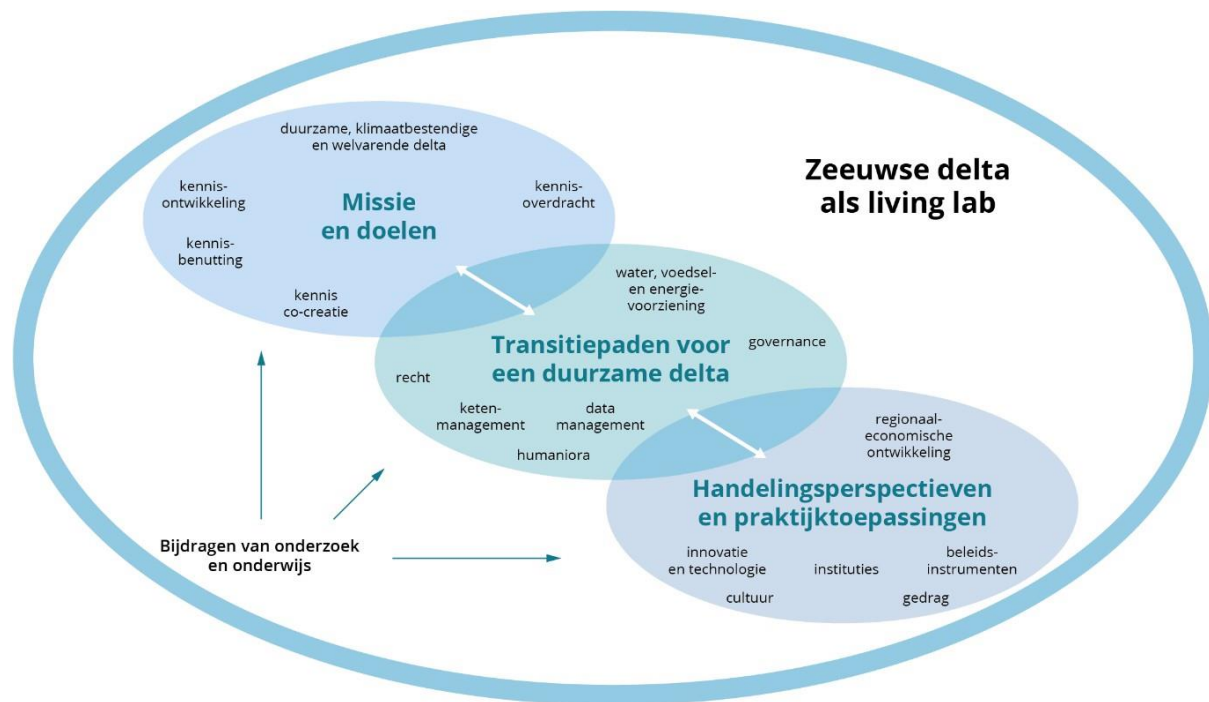 duurzame, klimaatbestendige
en welvarende delta
kennis-
ontwikkeling
kennis-
overdracht
Missie
en doelen
kennis-
benutting
kennis
co-creatie
Zeeuwse delta
als living lab
water, voedsel-
en energie-
voorziening
Transitiepaden voor
een duurzame delta
governance
recht
keten-
management
data
management
humaniora
regionaal-
economische
ontwikkeling
Handelingsperspectieven
en praktijktoepassingen
innovatie
en technologie
instituties
beleids-
instrumenten
cultuur
gedrag
Bijdragen van onderzoek
en onderwijs